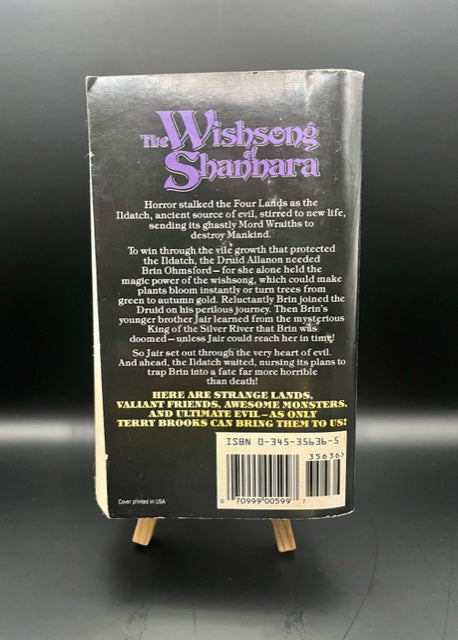 The Wishsong
of
Shannara
Horror stalked the Four Lands as the
Ildatch, ancient source of evil, stirred to new life,
sending its ghastly Mord Wraiths to
destroy Mankind.
To win through the vile growth that protected
the Ildatch, the Druid Allanon needed
Brin Ohmsford—for she alone held the
magic power of the wishsong, which could make
plants bloom instantly or turn trees from
green to autumn gold. Reluctantly Brin joined the
Druid on his perilous journey. Then Brin's
younger brother Jair learned from the mysterious
King of the Silver River that Brin was
doomed—unless Jair could reach her in time!
So Jair set out through the very heart of evil.
And ahead, the Ildatch waited, nursing its plans to
trap Brin into a fate far more horrible
than death!
HERE ARE STRANGE LANDS,
VALIANT FRIENDS, AWESOME MONSTERS,
AND ULTIMATE EVIL—AS ONLY
TERRY BROOKS CAN BRING THEM TO US!
ISBN 0-345-35636-5
35636
0 70999 00599 7
Cover printed in USA